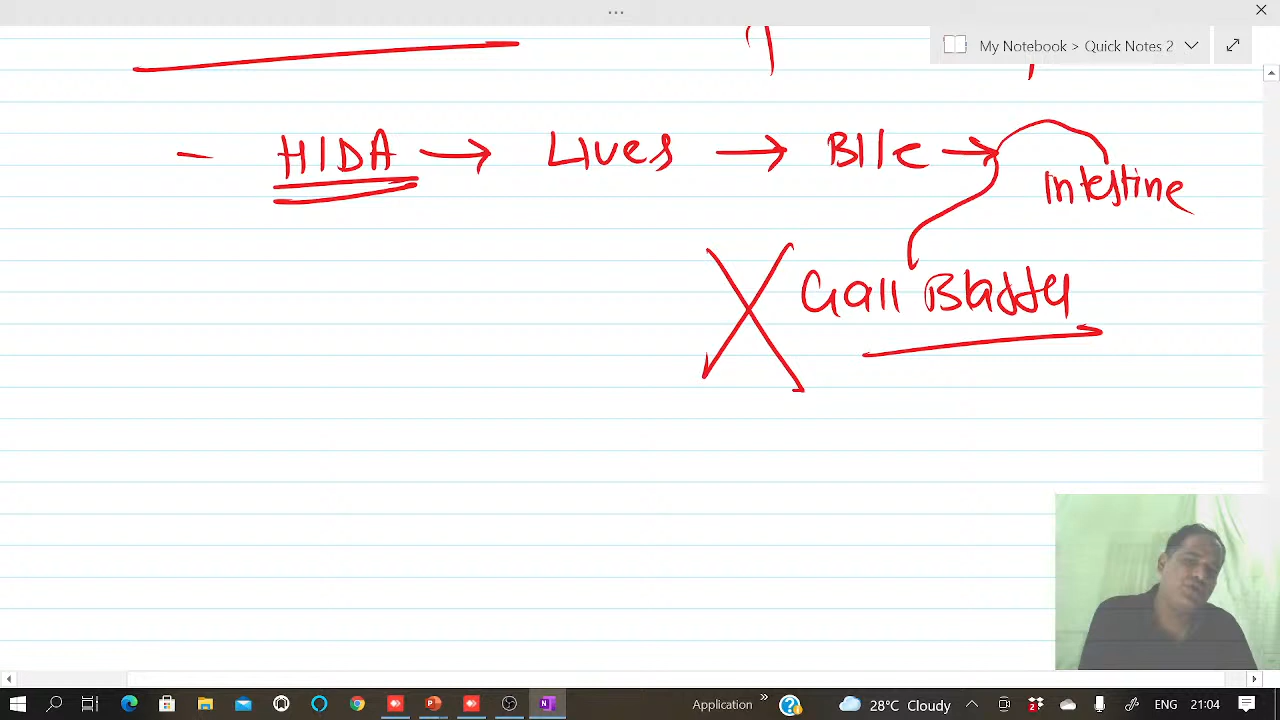 My Notebook › Quick Notes 2
- HIDA → Lives → Bile →
Intestine
Gall Bladder
Application
28°C Cloudy
ENG 21:04